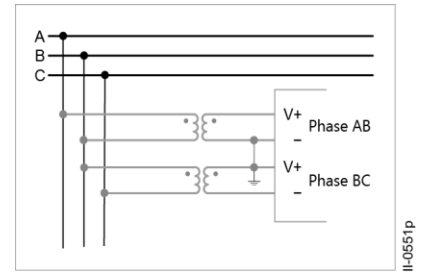 A
B
C
V+
Phase AB
–
V+
Phase BC
–
II-0551p